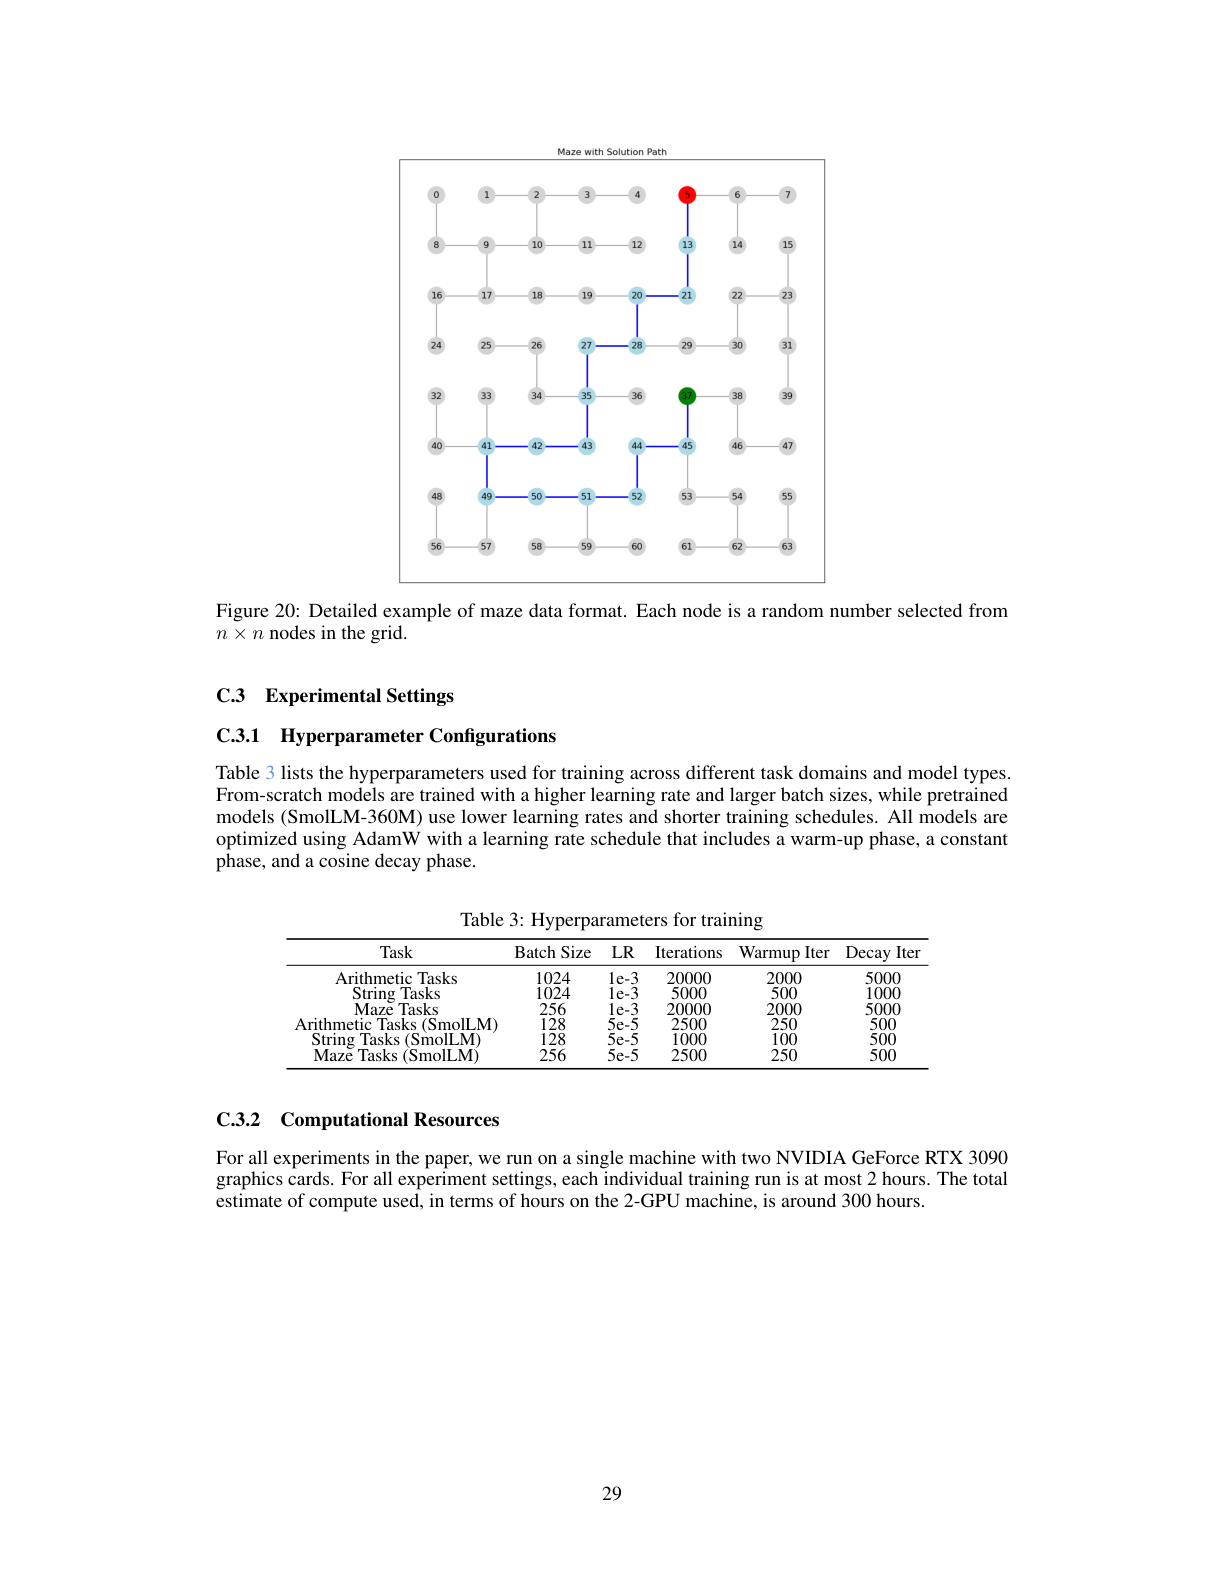 Maze with Solution Path
0 1 2 3 4 5 6 7
8 9 10 11 12 13 14 15
16 17 18 19 20 21 22 23
24 25 26 27 28 29 30 31
32 33 34 35 36 37 38 39
40 41 42 43 44 45 46 47
48 49 50 51 52 53 54 55
56 57 58 59 60 61 62 63
Figure 20: Detailed example of maze data format. Each node is a random number selected from
n × n nodes in the grid.
C.3 Experimental Settings
C.3.1 Hyperparameter Configurations
Table 3 lists the hyperparameters used for training across different task domains and model types.
From-scratch models are trained with a higher learning rate and larger batch sizes, while pretrained
models (SmolLM-360M) use lower learning rates and shorter training schedules. All models are
optimized using AdamW with a learning rate schedule that includes a warm-up phase, a constant
phase, and a cosine decay phase.
Table 3: Hyperparameters for training
Task Batch Size LR Iterations Warmup Iter Decay Iter
Arithmetic Tasks 1024 1e-3 20000 2000 5000
String Tasks 1024 1e-3 5000 500 1000
Maze Tasks 256 1e-3 20000 2000 5000
Arithmetic Tasks (SmolLM) 128 5e-5 2500 250 500
String Tasks (SmolLM) 128 5e-5 1000 100 500
Maze Tasks (SmolLM) 256 5e-5 2500 250 500
C.3.2 Computational Resources
For all experiments in the paper, we run on a single machine with two NVIDIA GeForce RTX 3090
graphics cards. For all experiment settings, each individual training run is at most 2 hours. The total
estimate of compute used, in terms of hours on the 2-GPU machine, is around 300 hours.
29